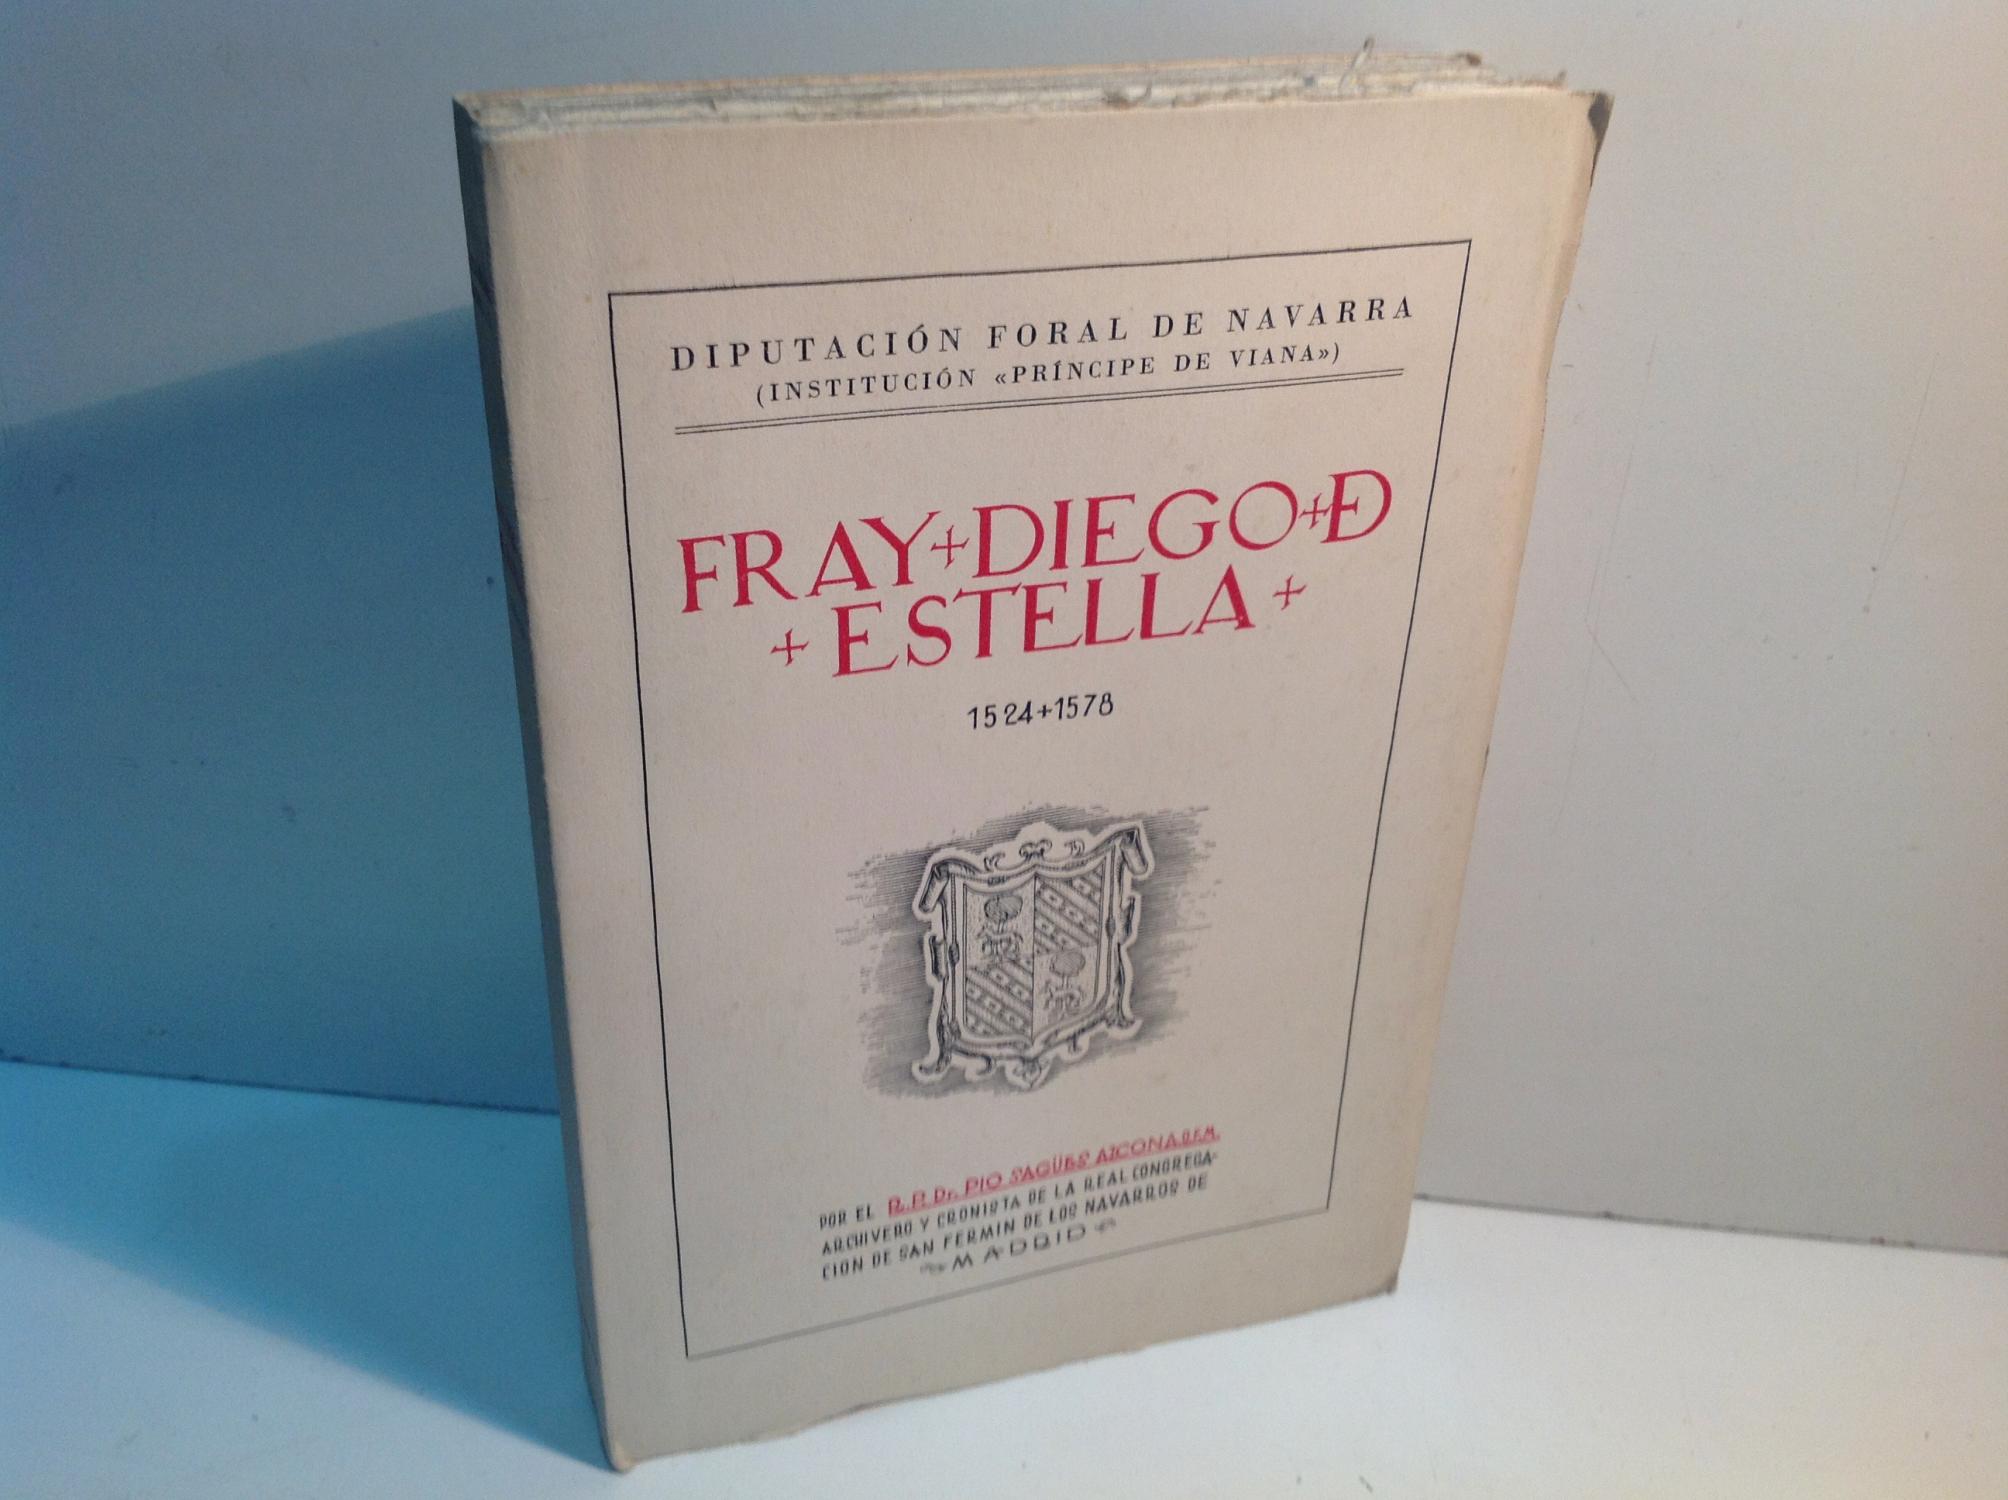 DIPUTACIÓN FORAL DE NAVARRA
(INSTITUCIÓN «PRÍNCIPE DE VIANA»)
FRAY+DIEGO+DE
+ESTELLA+
1524+1578
POR EL R. P. Dr. PIO SAGÜES AZCONA O.F.M.
ARCHIVERO Y CRONISTA DE LA REAL CONGREGA-
CION DE SAN FERMIN DE LOS NAVARROS DE
MADRID